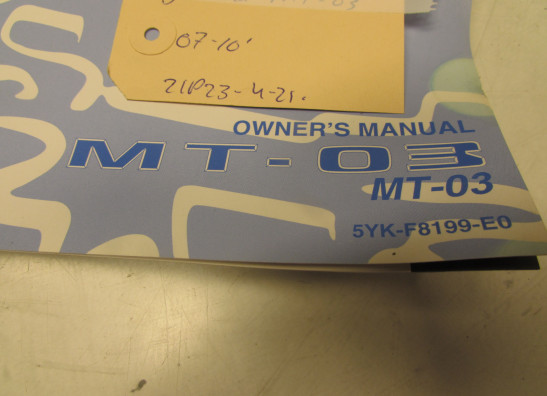 07-10'
21P23-4-21.
OWNER'S MANUAL
MT-03
MT-03
5YK-F8199-E0